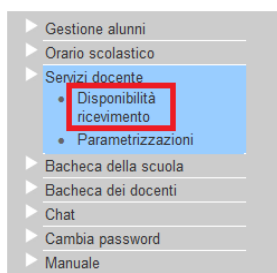 Gestione alunni
Orario scolastico
Servizi docente
Disponibilità
ricevimento
Parametrizzazioni
Bacheca della scuola
Bacheca dei docenti
Chat
Cambia password
Manuale